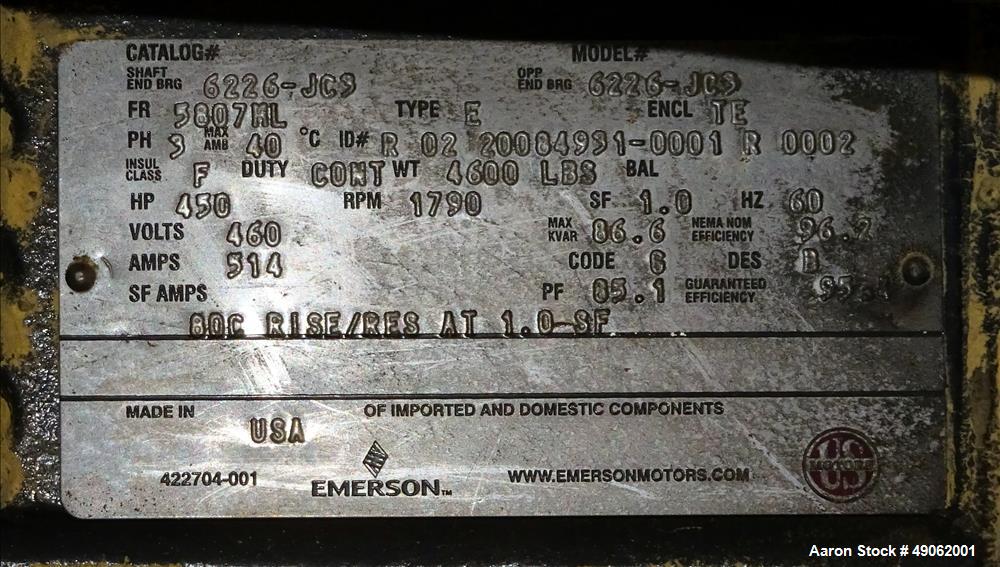 CATALOG# MODEL#
SHAFT END BRG 6226-JC3 OPP END BRG 6226-JC3
FR 5807HL TYPE E ENCL TE
PH 3 MAX AMB 40 °C ID# R 02 20084931-0001 R 0002
INSUL CLASS F DUTY CONT WT 4600 LBS BAL
HP 450 RPM 1790 SF 1.0 HZ 60
VOLTS 460 MAX KVAR 86.6 NEMA NOM EFFICIENCY 96.2
AMPS 514 CODE G DES B
SF AMPS PF 85.1 GUARANTEED EFFICIENCY
80C RISE/RES AT 1.0 SF
MADE IN USA OF IMPORTED AND DOMESTIC COMPONENTS
422704-001 EMERSON™ WWW.EMERSONMOTORS.COM US MOTORS
Aaron Stock # 49062001